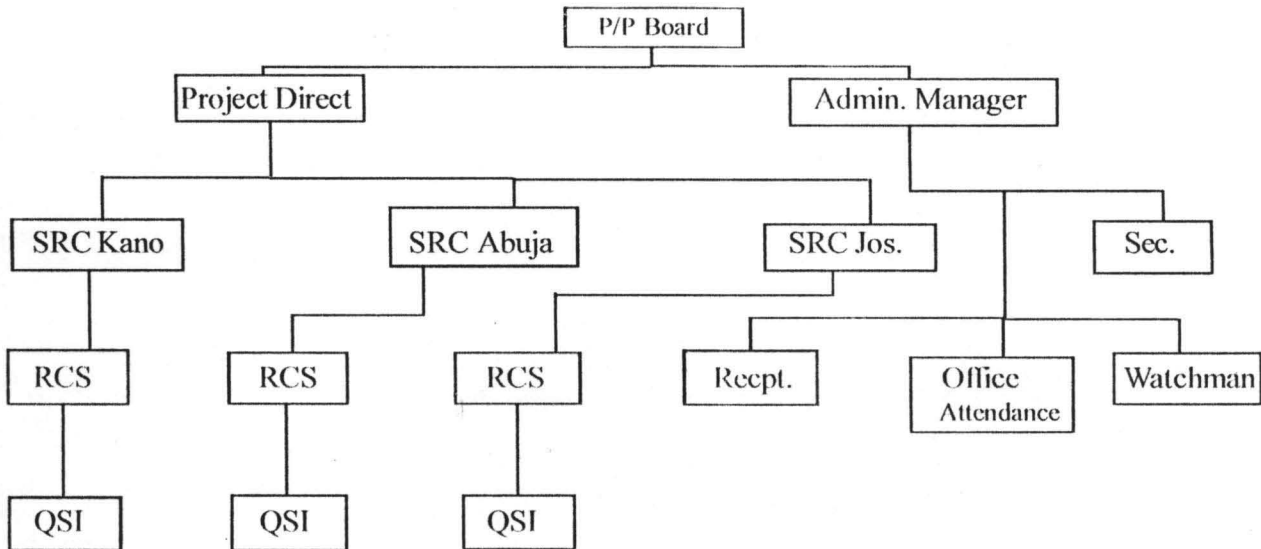 P/P Board
Project Direct
Admin. Manager
SRC Kano
SRC Abuja
SRC Jos.
Sec.
RCS
RCS
RCS
Recpt.
Office
Attendance
Watchman
QSI
QSI
QSI